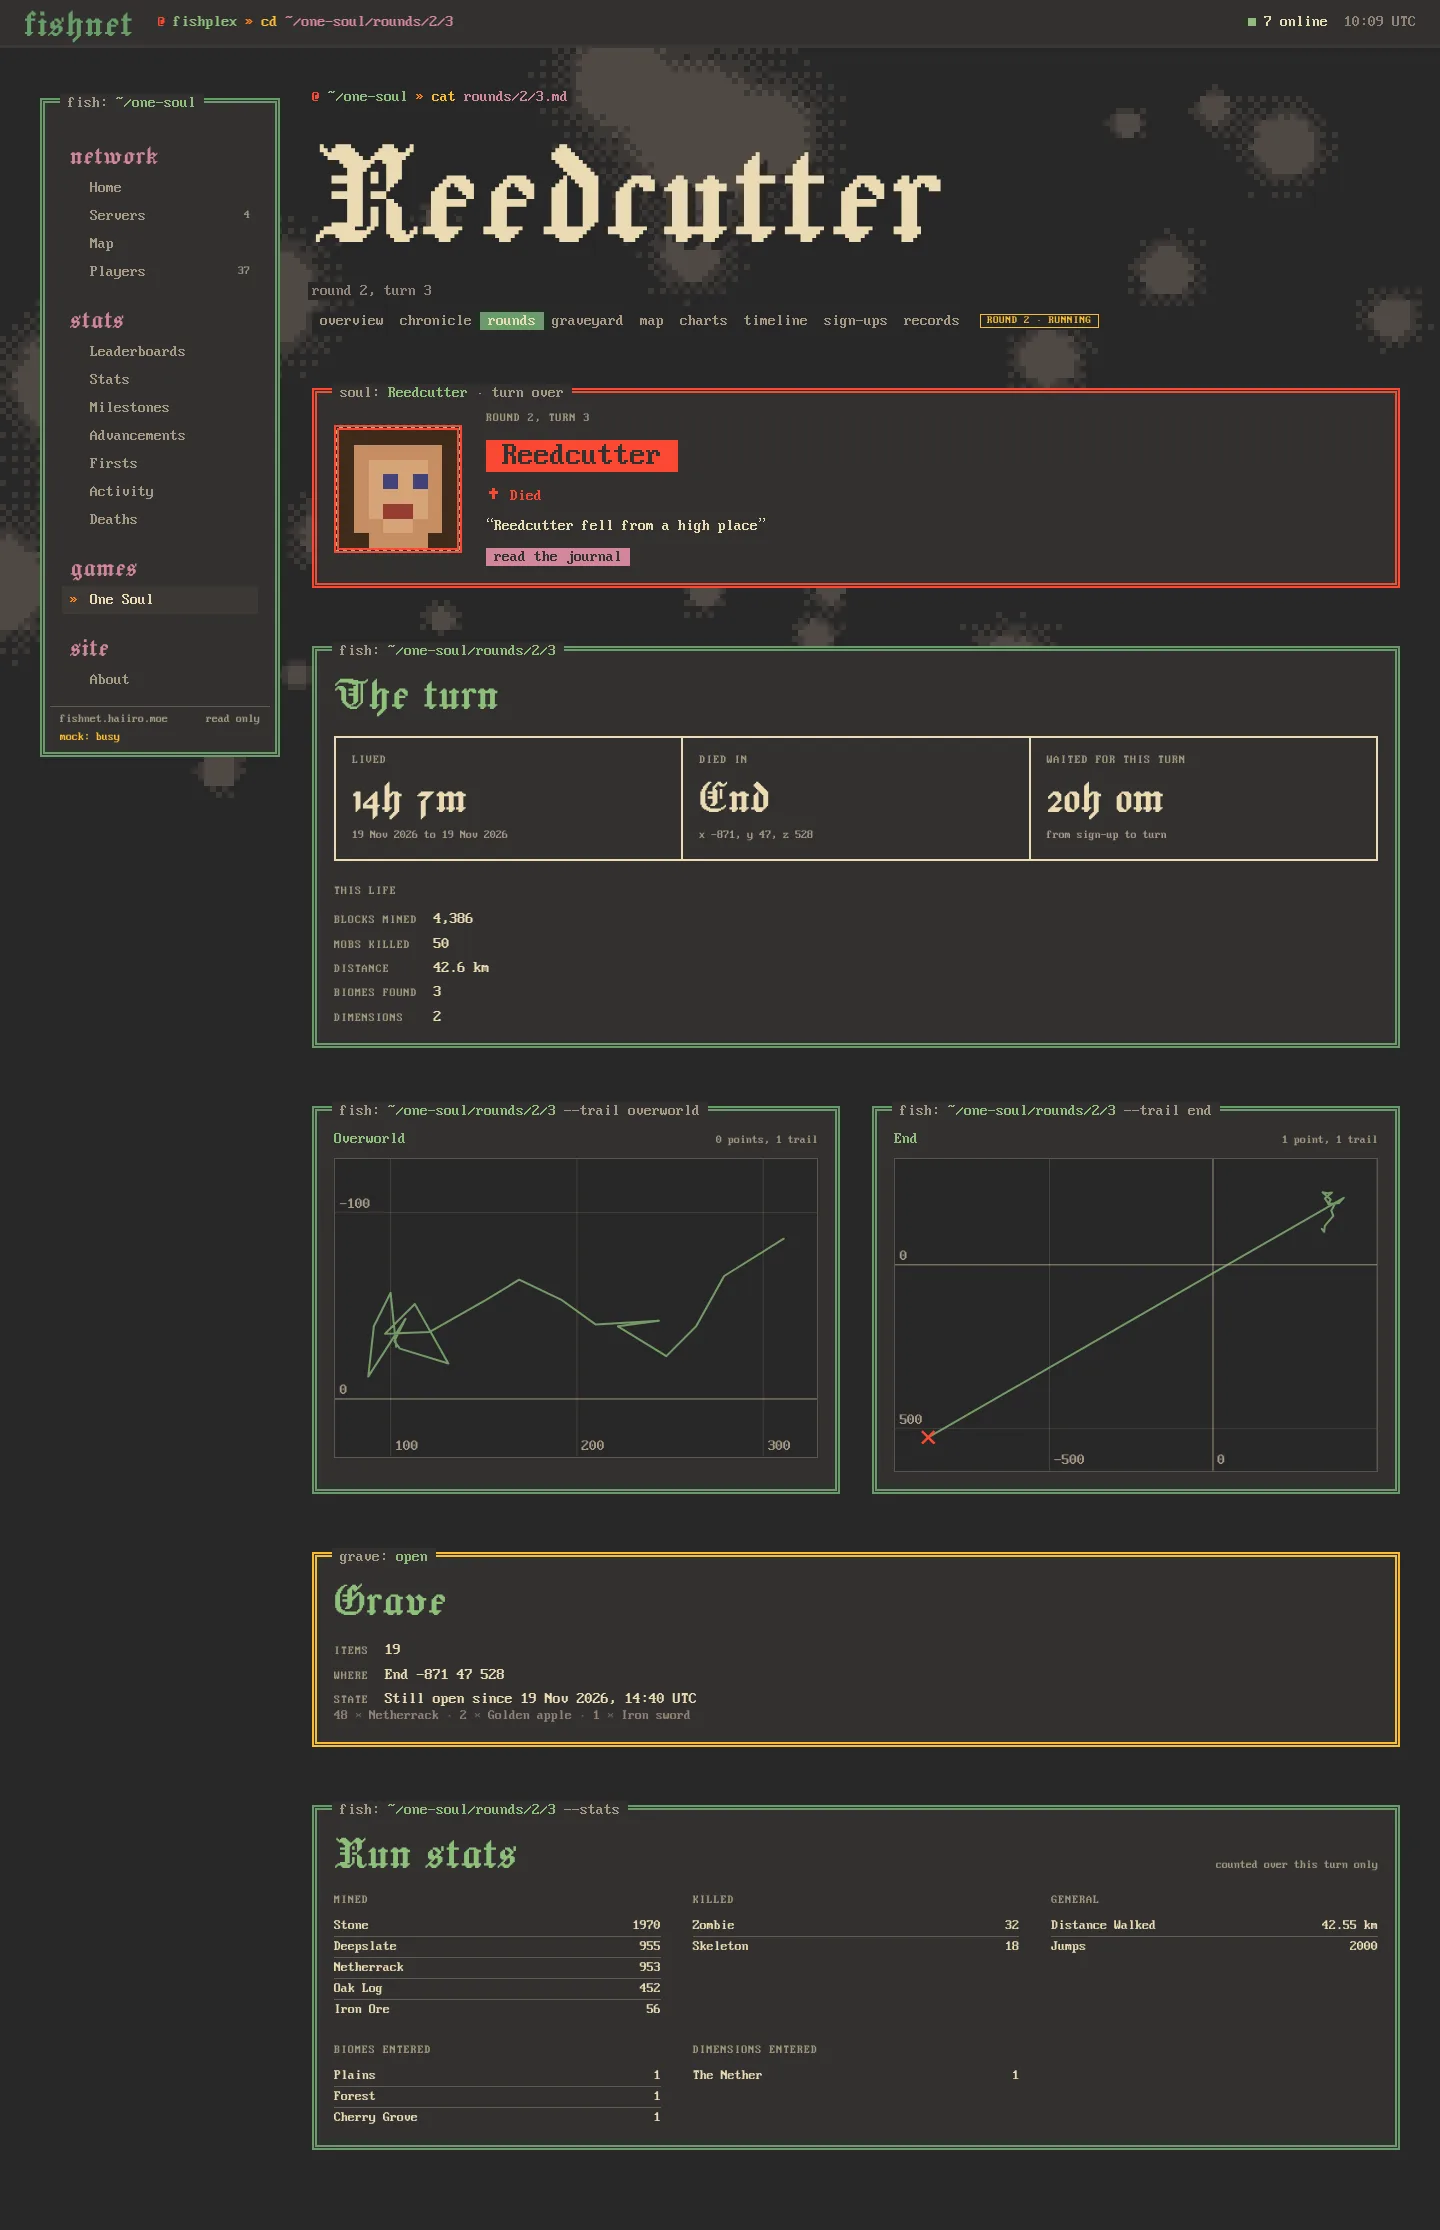 fishnet
@ fishplex » cd ~/one-soul/rounds/2/3
7 online 10:09 UTC
fish: ~/one-soul
network
Home
Servers 4
Map
Players 37
stats
Leaderboards
Stats
Milestones
Advancements
Firsts
Activity
Deaths
games
» One Soul
site
About
fishnet.haiiro.moe read only
mock: busy
@ ~/one-soul » cat rounds/2/3.md
Reedcutter
round 2, turn 3
overview chronicle rounds graveyard map charts timeline sign-ups records ROUND 2 · RUNNING
soul: Reedcutter · turn over
ROUND 2, TURN 3
Reedcutter
✝ Died
“Reedcutter fell from a high place”
read the journal
fish: ~/one-soul/rounds/2/3
The turn
LIVED
14h 7m
19 Nov 2026 to 19 Nov 2026
DIED IN
End
x -871, y 47, z 528
WAITED FOR THIS TURN
20h 0m
from sign-up to turn
THIS LIFE
BLOCKS MINED 4,386
MOBS KILLED 50
DISTANCE 42.6 km
BIOMES FOUND 3
DIMENSIONS 2
fish: ~/one-soul/rounds/2/3 --trail overworld
Overworld 0 points, 1 trail
-100
0
100 200 300
fish: ~/one-soul/rounds/2/3 --trail end
End 1 point, 1 trail
0
500
-500 0
grave: open
Grave
ITEMS 19
WHERE End -871 47 528
STATE Still open since 19 Nov 2026, 14:40 UTC
48 × Netherrack · 2 × Golden apple · 1 × Iron sword
fish: ~/one-soul/rounds/2/3 --stats
Run stats
counted over this turn only
MINED
Stone 1970
Deepslate 955
Netherrack 953
Oak Log 452
Iron Ore 56
KILLED
Zombie 32
Skeleton 18
GENERAL
Distance Walked 42.55 km
Jumps 2000
BIOMES ENTERED
Plains 1
Forest 1
Cherry Grove 1
DIMENSIONS ENTERED
The Nether 1